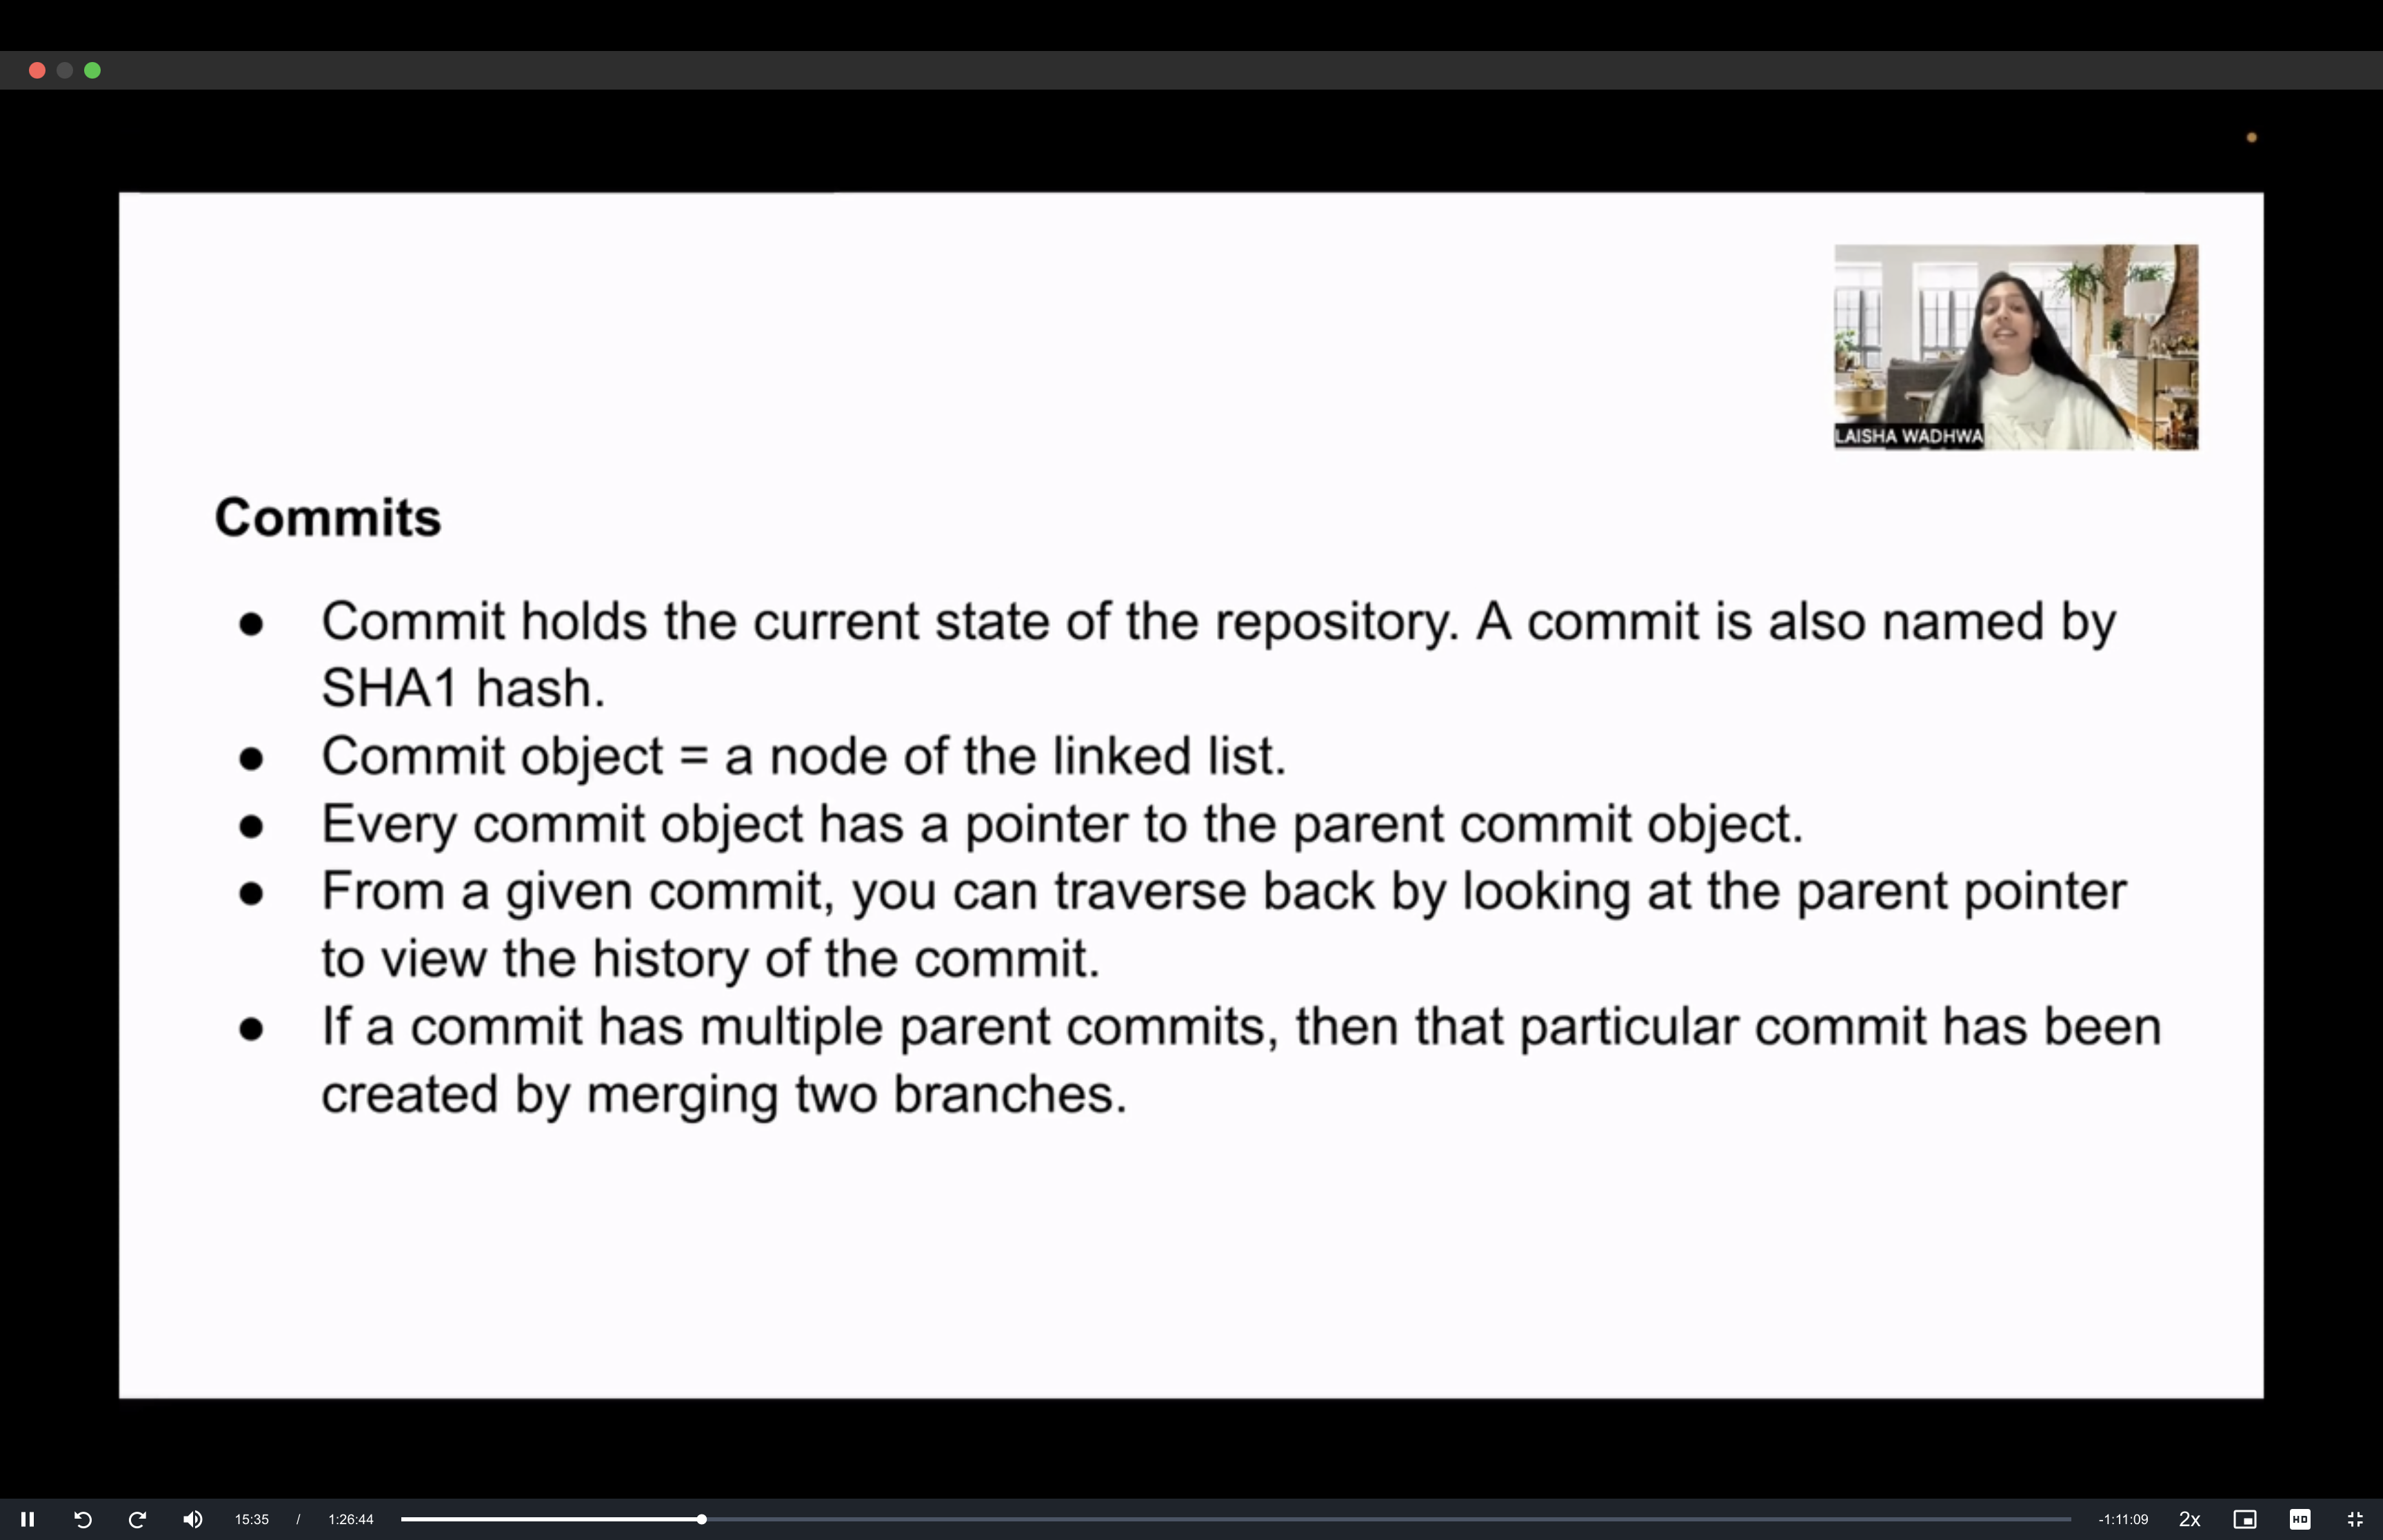 LAISHA WADHWA
Commits
● Commit holds the current state of the repository. A commit is also named by
SHA1 hash.
● Commit object = a node of the linked list.
● Every commit object has a pointer to the parent commit object.
● From a given commit, you can traverse back by looking at the parent pointer
to view the history of the commit.
● If a commit has multiple parent commits, then that particular commit has been
created by merging two branches.
15:35 / 1:26:44 -1:11:09 2x HD